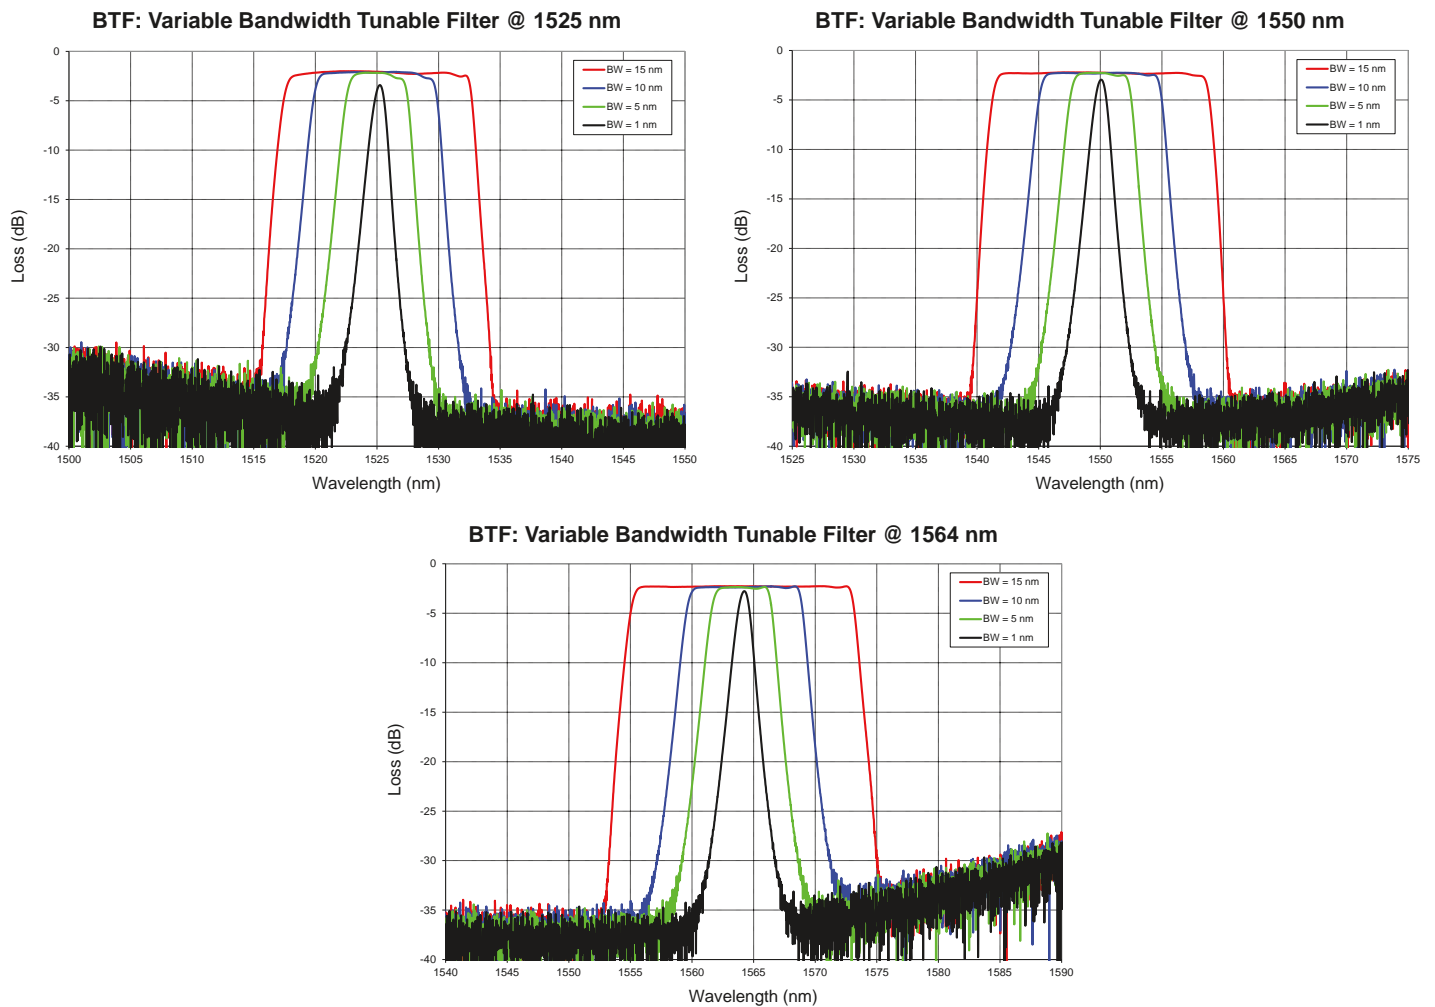 BTF: Variable Bandwidth Tunable Filter @ 1525 nm
0
-5
-10
-15
-20
-25
-30
-35
-40
Loss (dB)
BW = 15 nm
BW = 10 nm
BW = 5 nm
BW = 1 nm
1500 1505 1510 1515 1520 1525 1530 1535 1540 1545 1550
Wavelength (nm)
BTF: Variable Bandwidth Tunable Filter @ 1550 nm
0
-5
-10
-15
-20
-25
-30
-35
-40
Loss (dB)
BW = 15 nm
BW = 10 nm
BW = 5 nm
BW = 1 nm
1525 1530 1535 1540 1545 1550 1555 1560 1565 1570 1575
Wavelength (nm)
BTF: Variable Bandwidth Tunable Filter @ 1564 nm
0
-5
-10
-15
-20
-25
-30
-35
-40
Loss (dB)
BW = 15 nm
BW = 10 nm
BW = 5 nm
BW = 1 nm
1540 1545 1550 1555 1560 1565 1570 1575 1580 1585 1590
Wavelength (nm)